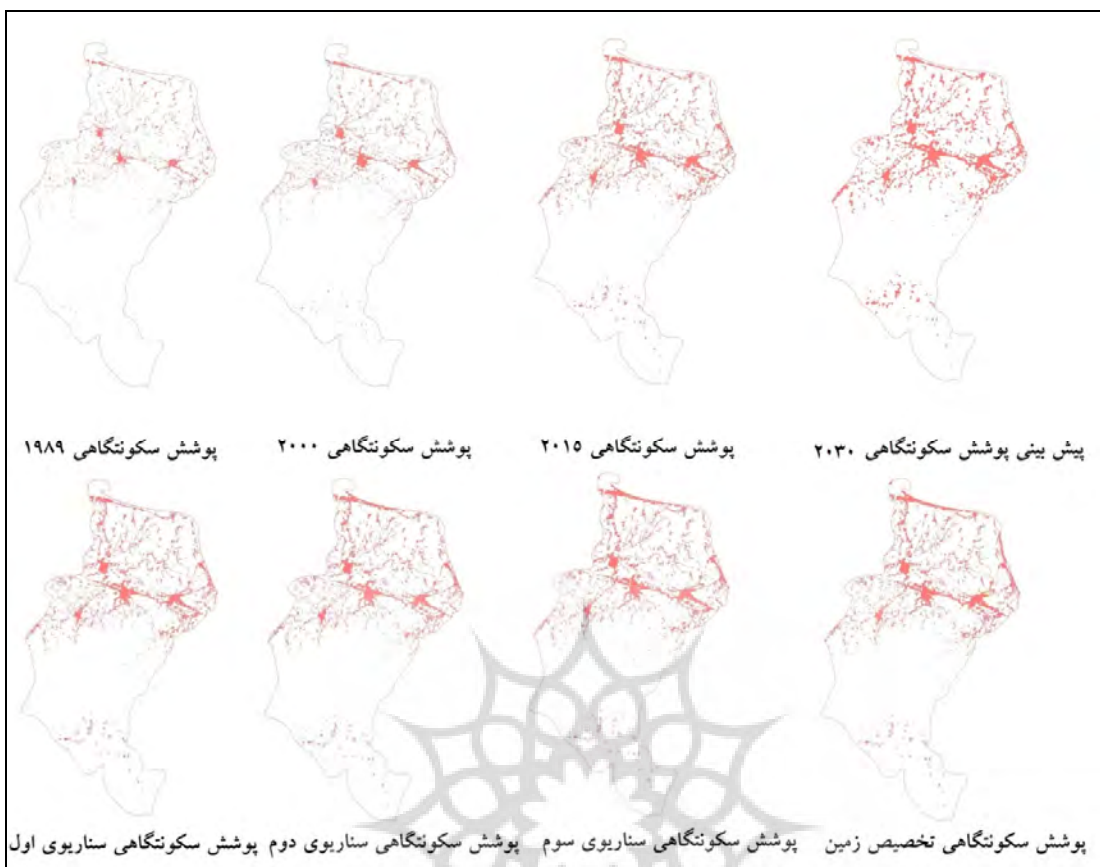 پوشش سکونتگاهی ۱۹۸۹
پوشش سکونتگاهی ۲۰۰۰
پوشش سکونتگاهی ۲۰۱۵
پیش بینی پوشش سکونتگاهی ۲۰۳۰
پوشش سکونتگاهی سناریوی اول
پوشش سکونتگاهی سناریوی دوم
پوشش سکونتگاهی سناریوی سوم
پوشش سکونتگاهی تخصیص زمین